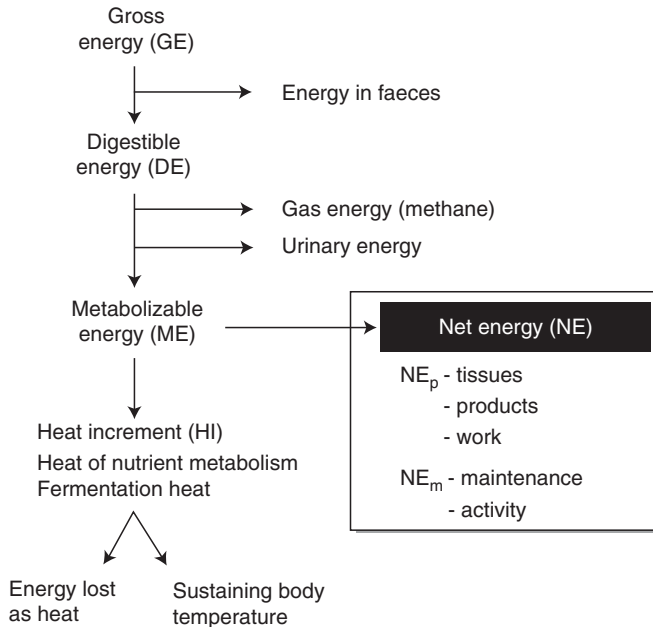 Gross
energy (GE)
Energy in faeces
Digestible
energy (DE)
Gas energy (methane)
Urinary energy
Metabolizable
energy (ME)
Net energy (NE)
NEp - tissues
- products
- work
NEm - maintenance
- activity
Heat increment (HI)
Heat of nutrient metabolism
Fermentation heat
Energy lost
as heat
Sustaining body
temperature